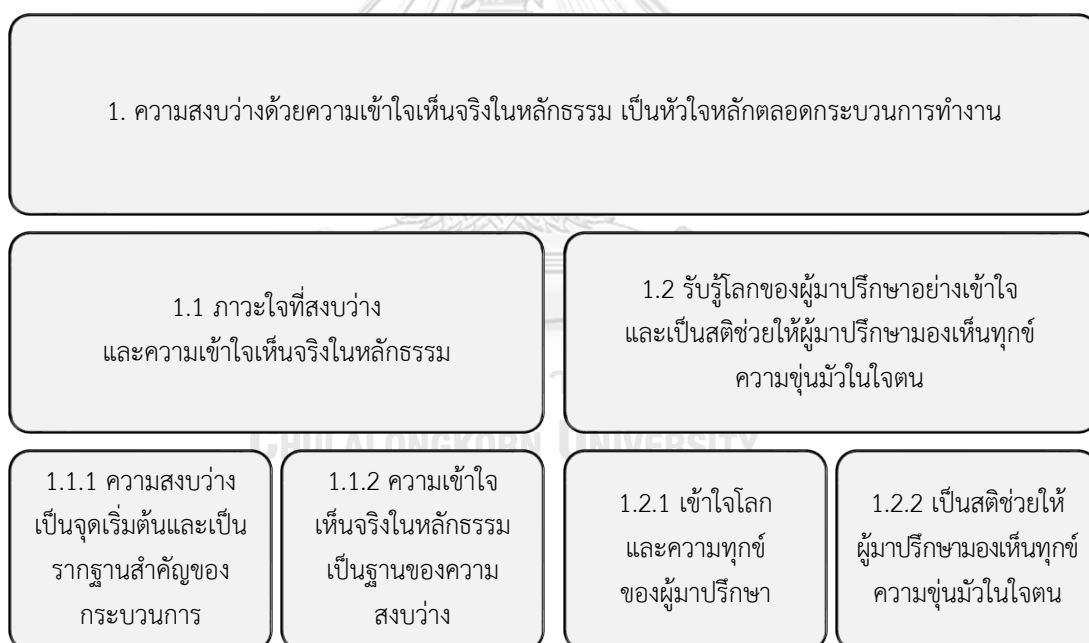 1. ความสงบว่างด้วยความเข้าใจเห็นจริงในหลักธรรม เป็นหัวใจหลักตลอดกระบวนการทำงาน
1.1 ภาวะใจที่สงบว่าง
และความเข้าใจเห็นจริงในหลักธรรม
1.2 รับรู้โลกของผู้มาปรึกษาอย่างเข้าใจ
และเป็นสติช่วยให้ผู้มาปรึกษามองเห็นทุกข์
ความขุ่นมัวในใจตน
CHULALONGKORN UNIVERSITY
1.1.1 ความสงบว่าง
เป็นจุดเริ่มต้นและเป็น
รากฐานสำคัญของ
กระบวนการ
1.1.2 ความเข้าใจ
เห็นจริงในหลักธรรม
เป็นฐานของความ
สงบว่าง
1.2.1 เข้าใจโลก
และความทุกข์
ของผู้มาปรึกษา
1.2.2 เป็นสติช่วยให้
ผู้มาปรึกษามองเห็นทุกข์
ความขุ่นมัวในใจตน